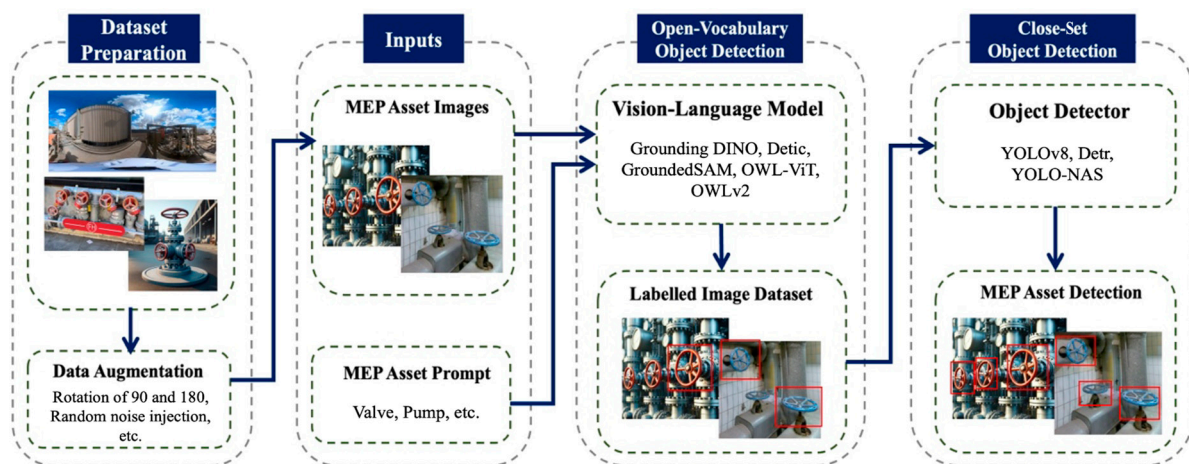 Dataset
Preparation
Data Augmentation
Rotation of 90 and 180,
Random noise injection,
etc.
Inputs
MEP Asset Images
MEP Asset Prompt
Valve, Pump, etc.
Open-Vocabulary
Object Detection
Vision-Language Model
Grounding DINO, Detic,
GroundedSAM, OWL-ViT,
OWLv2
Labelled Image Dataset
Close-Set
Object Detection
Object Detector
YOLOv8, Detr,
YOLO-NAS
MEP Asset Detection